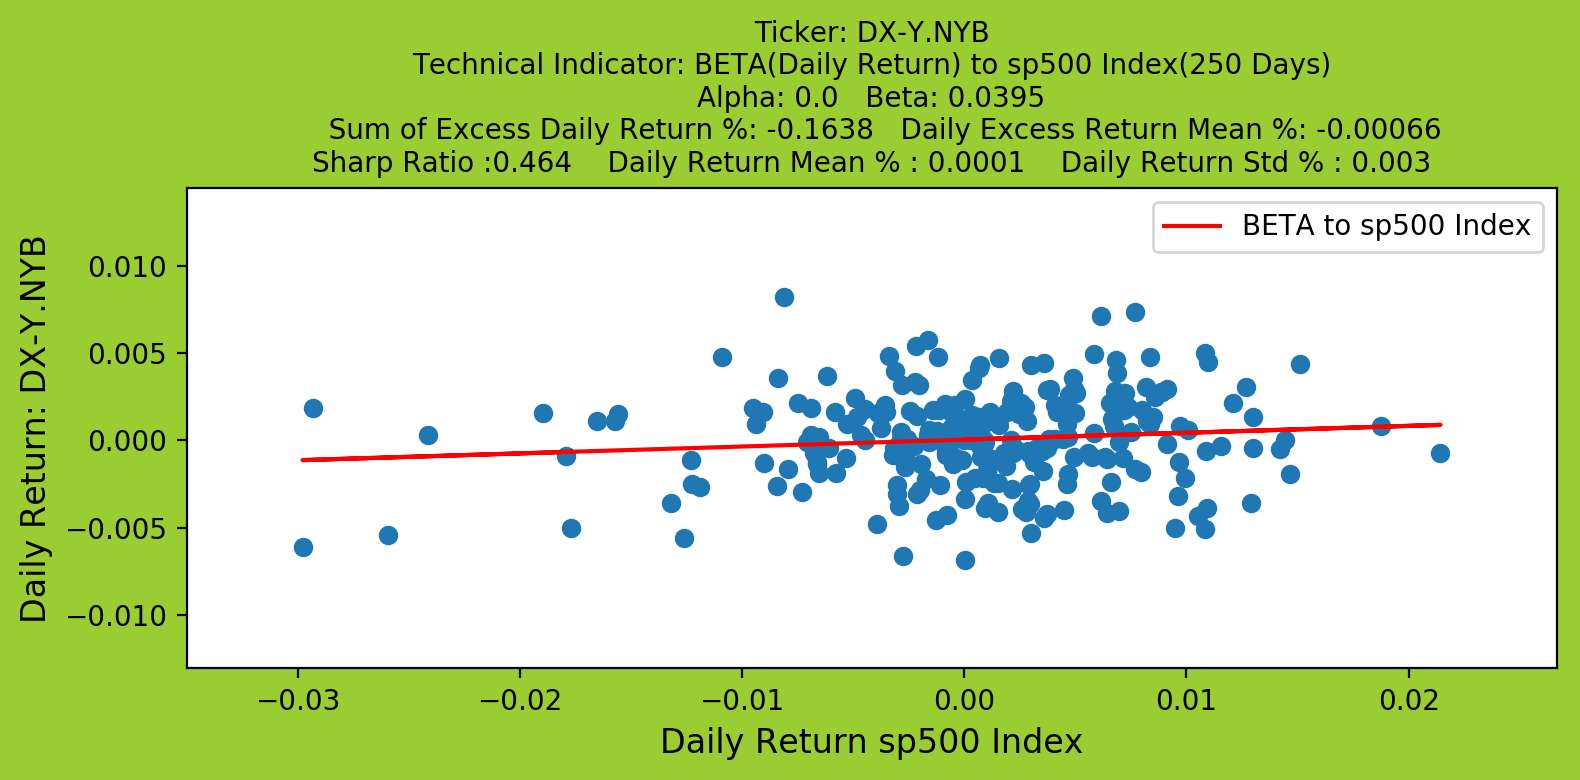 Ticker: DX-Y.NYB
Technical Indicator: BETA(Daily Return) to sp500 Index(250 Days)
Alpha: 0.0   Beta: 0.0395
Sum of Excess Daily Return %: -0.1638   Daily Excess Return Mean %: -0.00066
Sharp Ratio :0.464    Daily Return Mean % : 0.0001    Daily Return Std % : 0.003
BETA to sp500 Index
Daily Return: DX-Y.NYB
0.010
0.005
0.000
−0.005
−0.010
−0.03
−0.02
−0.01
0.00
0.01
0.02
Daily Return sp500 Index